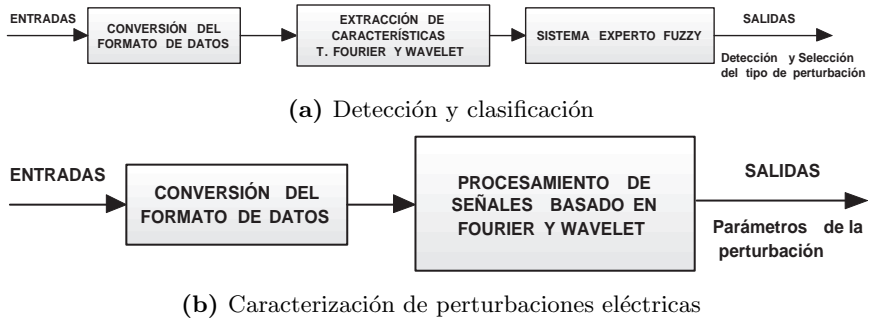 ENTRADAS
CONVERSIÓN DEL
FORMATO DE DATOS
EXTRACCIÓN DE
CARACTERÍSTICAS
T. FOURIER Y WAVELET
SISTEMA EXPERTO FUZZY
SALIDAS
Detección y Selección
del tipo de perturbación
(a) Detección y clasificación
ENTRADAS
CONVERSIÓN DEL
FORMATO DE DATOS
PROCESAMIENTO DE
SEÑALES BASADO EN
FOURIER Y WAVELET
SALIDAS
Parámetros de la
perturbación
(b) Caracterización de perturbaciones eléctricas